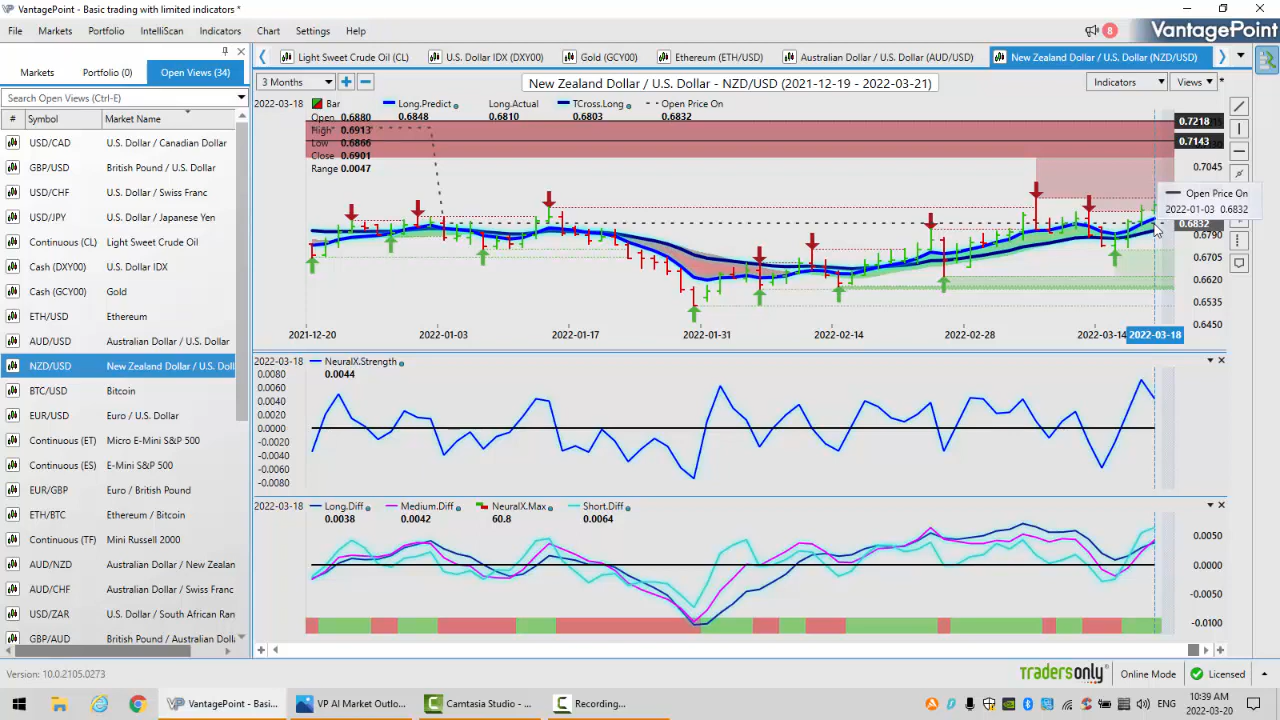 VantagePoint - Basic trading with limited indicators *
File Markets Portfolio IntelliScan Indicators Chart Settings Help
8
VantagePoint
Markets Portfolio (0) Open Views (34)
Light Sweet Crude Oil (CL) U.S. Dollar IDX (DXY00) Gold (GCY00) Ethereum (ETH/USD) Australian Dollar / U.S. Dollar (AUD/USD) New Zealand Dollar / U.S. Dollar (NZD/USD)
3 Months
New Zealand Dollar / U.S. Dollar - NZD/USD (2021-12-19 - 2022-03-21)
Indicators Views *
Search Open Views (Ctrl-E)
# Symbol Market Name
USD/CAD U.S. Dollar / Canadian Dollar
GBP/USD British Pound / U.S. Dollar
USD/CHF U.S. Dollar / Swiss Franc
USD/JPY U.S. Dollar / Japanese Yen
Continuous (CL) Light Sweet Crude Oil
Cash (DXY00) U.S. Dollar IDX
Cash (GCY00) Gold
ETH/USD Ethereum
AUD/USD Australian Dollar / U.S. Dollar
NZD/USD New Zealand Dollar / U.S. Doll
BTC/USD Bitcoin
EUR/USD Euro / U.S. Dollar
Continuous (ET) Micro E-Mini S&P 500
Continuous (ES) E-Mini S&P 500
EUR/GBP Euro / British Pound
ETH/BTC Ethereum / Bitcoin
Continuous (TF) Mini Russell 2000
AUD/NZD Australian Dollar / New Zealan
AUD/CHF Australian Dollar / Swiss Franc
USD/ZAR U.S. Dollar / South African Ran
GBP/AUD British Pound / Australian Doll
2022-03-18 Bar Long.Predict Long.Actual TCross.Long Open Price On
Open 0.6880 0.6848 0.6810 0.6803 0.6832
High 0.6913
Low 0.6866
Close 0.6901
Range 0.0047
0.7218
0.7143
0.7045
Open Price On
2022-01-03 0.6832
0.6832
0.6790
0.6705
0.6620
0.6535
0.6450
2021-12-20 2022-01-03 2022-01-17 2022-01-31 2022-02-14 2022-02-28 2022-03-14 2022-03-18
2022-03-18 NeuralX.Strength
0.0044
0.0080
0.0060
0.0040
0.0020
0.0000
-0.0020
-0.0040
-0.0060
-0.0080
2022-03-18 Long.Diff Medium.Diff NeuralX.Max Short.Diff
0.0038 0.0042 60.8 0.0064
0.0050
0.0000
-0.0050
-0.0100
Version: 10.0.2105.0273
tradersonly Online Mode Licensed
VantagePoint - Basi... VP AI Market Outlo... Camtasia Studio - ... Recording...
10:39 AM
2022-03-20